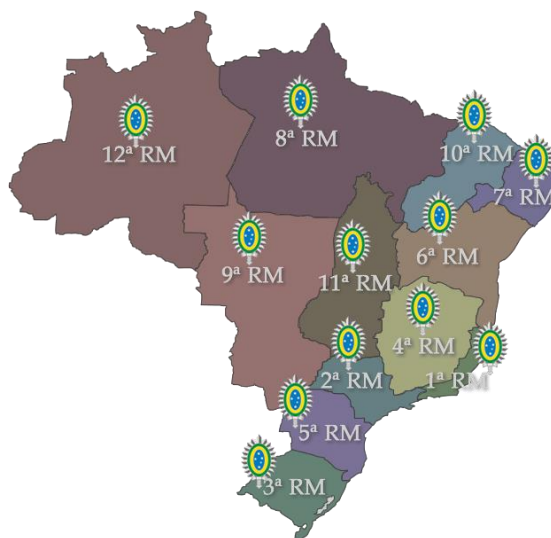 8ª RM
10ª RM
12ª RM
7ª RM
6ª RM
9ª RM
11ª RM
4ª RM
2ª RM
1ª RM
5ª RM
3ª RM